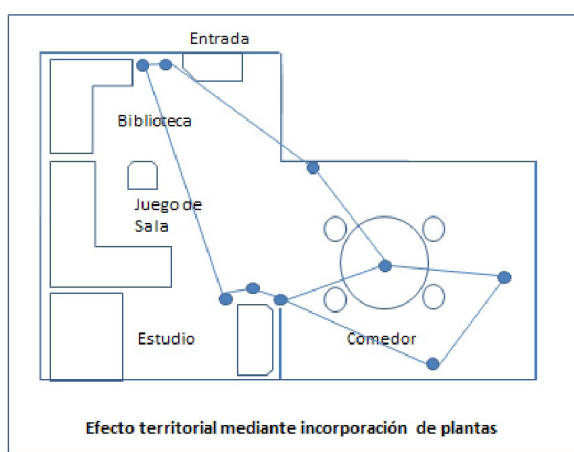 Entrada
Biblioteca
Juego de
Sala
Estudio
Comedor
Efecto territorial mediante incorporación de plantas